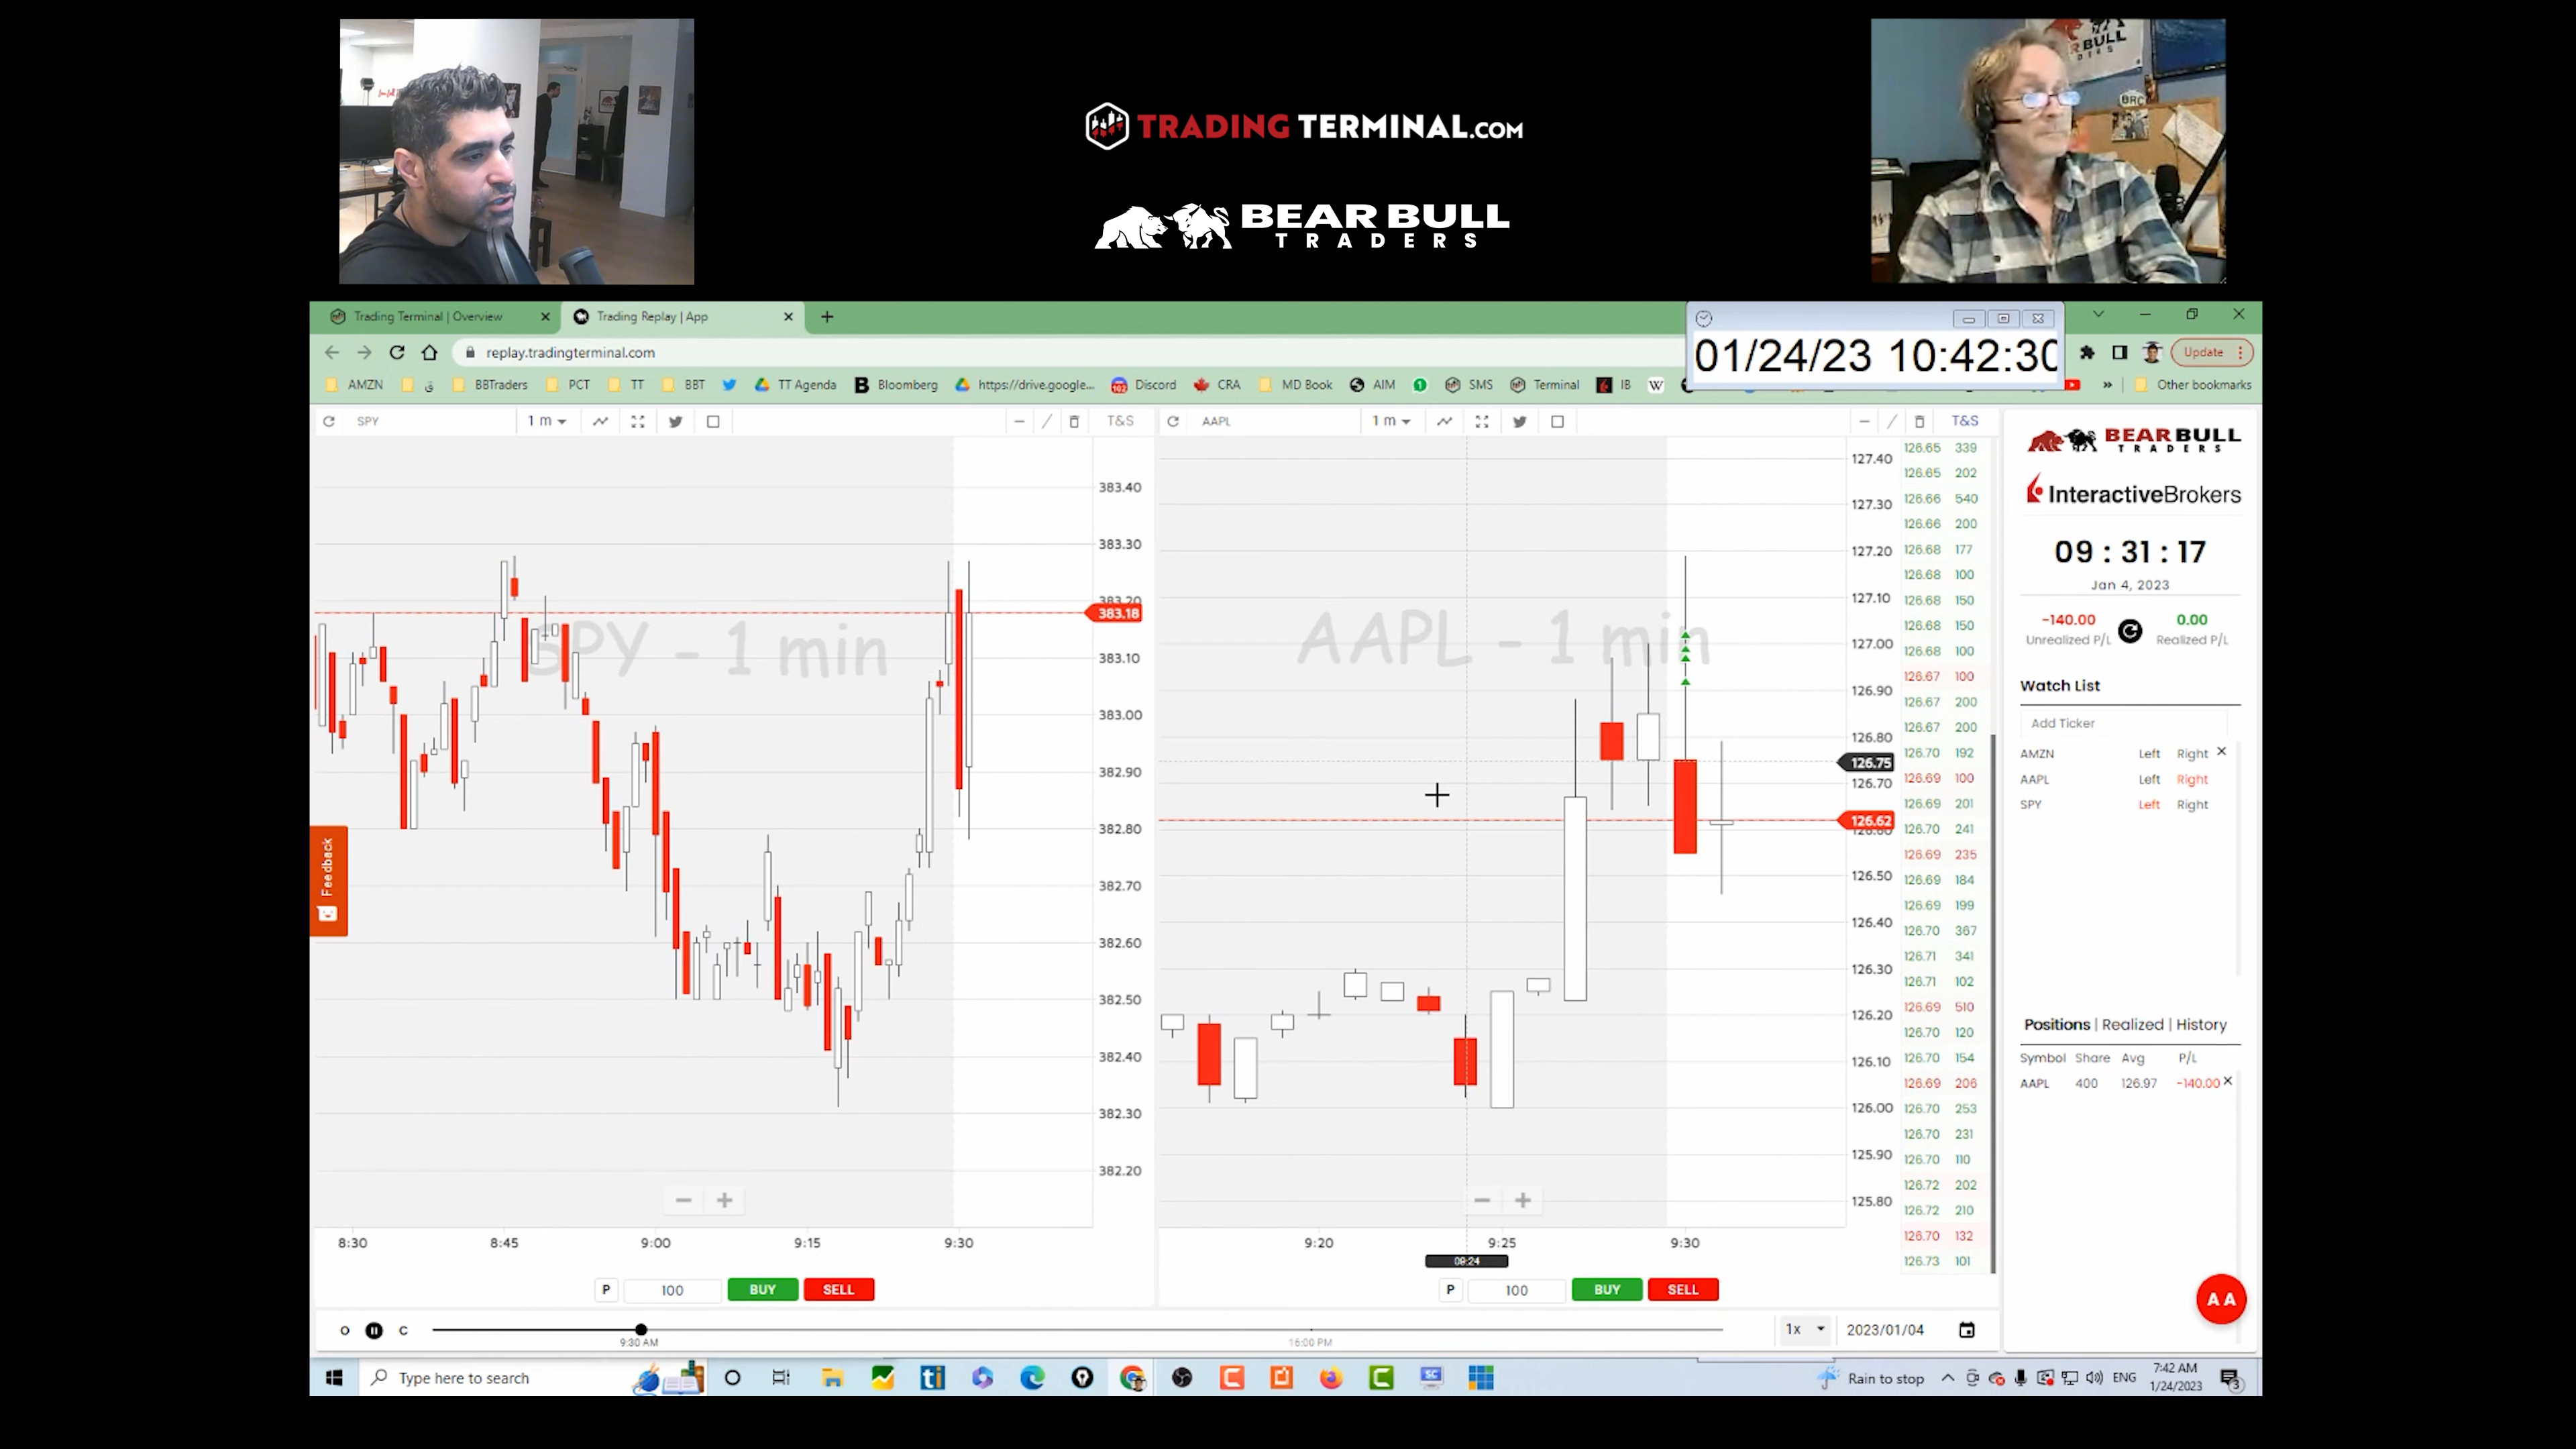 BULL
BRC
TRADING TERMINAL.COM
BEAR BULL
TRADERS
Trading Terminal | Overview
Trading Replay | App
01/24/23 10:42:30
replay.tradingterminal.com
Update
AMZN
ق
BBTraders
PCT
TT
BBT
TT Agenda
Bloomberg
https://drive.google...
Discord
CRA
MD Book
AIM
SMS
Terminal
IB
Other bookmarks
SPY
1 m
T&S
AAPL
1 m
T&S
SPY - 1 min
383.40
383.30
383.20
383.18
383.10
383.00
382.90
382.80
382.70
382.60
382.50
382.40
382.30
382.20
8:30
8:45
9:00
9:15
9:30
AAPL - 1 min
127.40
127.30
127.20
127.10
127.00
126.90
126.80
126.75
126.70
126.62
126.60
126.50
126.40
126.30
126.20
126.10
126.00
125.90
125.80
9:20
9:25
9:30
09:24
126.65 339
126.65 202
126.66 540
126.66 200
126.68 177
126.68 100
126.68 150
126.68 150
126.68 100
126.67 100
126.67 200
126.67 200
126.70 192
126.69 100
126.69 201
126.70 241
126.69 235
126.69 184
126.69 199
126.70 367
126.71 341
126.71 102
126.69 510
126.70 120
126.70 154
126.69 206
126.70 253
126.70 231
126.70 110
126.72 202
126.72 210
126.70 132
126.73 101
BEAR BULL
TRADERS
InteractiveBrokers
09 : 31 : 17
Jan 4, 2023
-140.00
0.00
Unrealized P/L
Realized P/L
Watch List
Add Ticker
AMZN Left Right
AAPL Left Right
SPY Left Right
Positions | Realized | History
Symbol Share Avg P/L
AAPL 400 126.97 -140.00
Feedback
P 100 BUY SELL
P 100 BUY SELL
A A
O C
9:30 AM
16:00 PM
1x
2023/01/04
Type here to search
Rain to stop
ENG
7:42 AM
1/24/2023
3